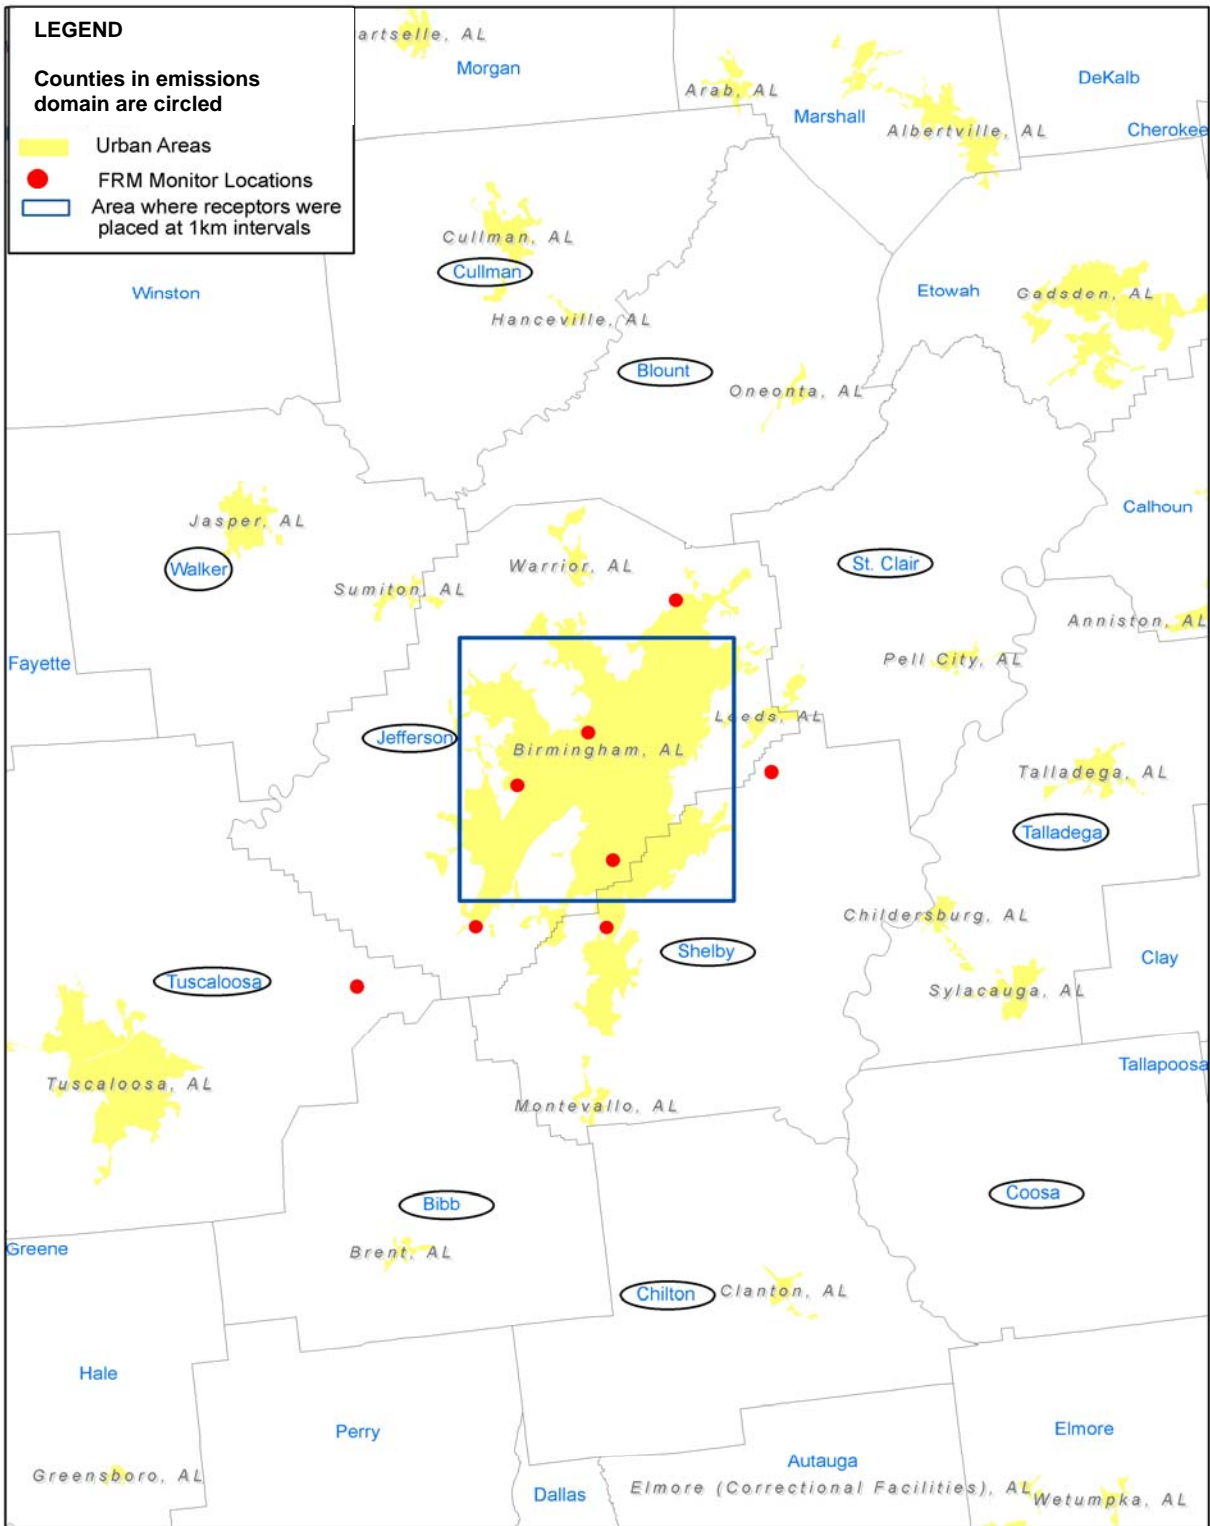 LEGEND
Counties in emissions
domain are circled
Urban Areas
FRM Monitor Locations
Area where receptors were
placed at 1km intervals
artselle, AL
Morgan
Arab, AL
Marshall
DeKalb
Albertville, AL
Cherokee
Cullman, AL
Cullman
Winston
Hanceville, AL
Etowah
Gadsden, AL
Blount
Oneonta, AL
Calhoun
Jasper, AL
Walker
Warrior, AL
St. Clair
Sumiton, AL
Anniston, AL
Fayette
Pell City, AL
Leeds, AL
Jefferson
Birmingham, AL
Talladega, AL
Talladega
Childersburg, AL
Shelby
Clay
Tuscaloosa
Sylacauga, AL
Tallapoosa
Tuscaloosa, AL
Montevallo, AL
Coosa
Bibb
Greene
Brent, AL
Chilton
Clanton, AL
Hale
Perry
Elmore
Autauga
Greensboro, AL
Dallas
Elmore (Correctional Facilities), AL
Wetumpka, AL